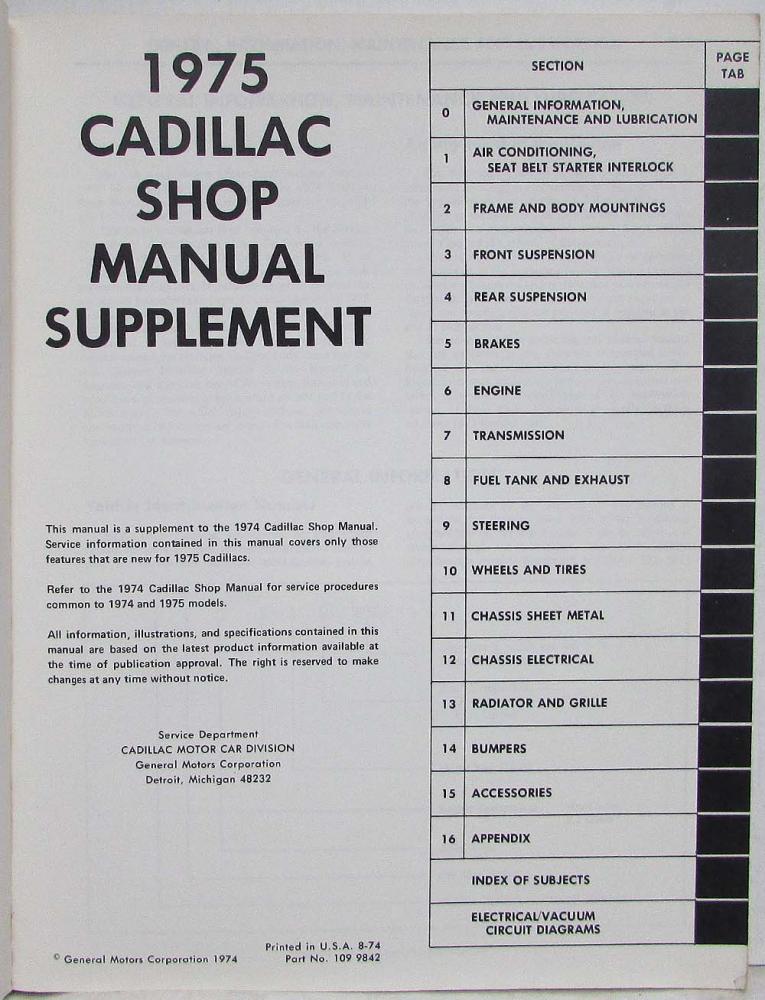 1975
CADILLAC
SHOP
MANUAL
SUPPLEMENT
This manual is a supplement to the 1974 Cadillac Shop Manual.
Service information contained in this manual covers only those
features that are new for 1975 Cadillacs.
Refer to the 1974 Cadillac Shop Manual for service procedures
common to 1974 and 1975 models.
All information, illustrations, and specifications contained in this
manual are based on the latest product information available at
the time of publication approval. The right is reserved to make
changes at any time without notice.
Service Department
CADILLAC MOTOR CAR DIVISION
General Motors Corporation
Detroit, Michigan 48232
Printed in U.S.A. 8-74
© General Motors Corporation 1974 Part No. 109 9842
SECTION
PAGE
TAB
0 GENERAL INFORMATION,
MAINTENANCE AND LUBRICATION
1 AIR CONDITIONING,
SEAT BELT STARTER INTERLOCK
2 FRAME AND BODY MOUNTINGS
3 FRONT SUSPENSION
4 REAR SUSPENSION
5 BRAKES
6 ENGINE
7 TRANSMISSION
8 FUEL TANK AND EXHAUST
9 STEERING
10 WHEELS AND TIRES
11 CHASSIS SHEET METAL
12 CHASSIS ELECTRICAL
13 RADIATOR AND GRILLE
14 BUMPERS
15 ACCESSORIES
16 APPENDIX
INDEX OF SUBJECTS
ELECTRICAL/VACUUM
CIRCUIT DIAGRAMS